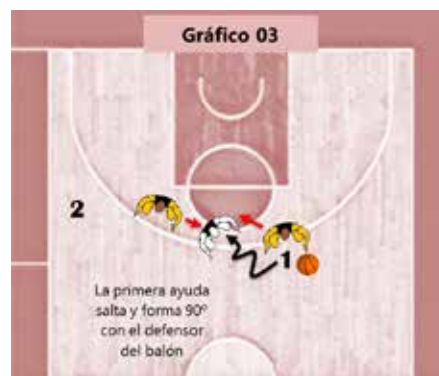 Gráfico 03
2
1
La primera ayuda
salta y forma 90º
con el defensor
del balón